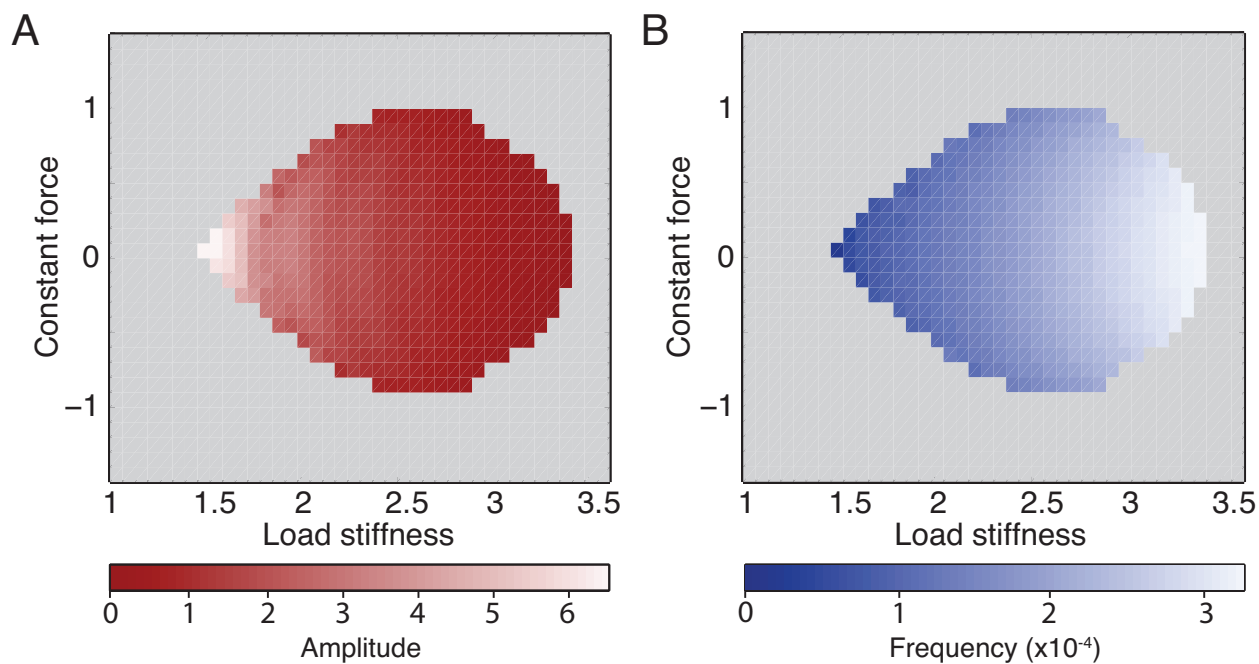 A
B
1
0
−1
Constant force
1 1.5 2 2.5 3 3.5
Load stiffness
0 1 2 3 4 5 6
Amplitude
1
0
−1
Constant force
1 1.5 2 2.5 3 3.5
Load stiffness
0 1 2 3
Frequency (x10⁻⁴)